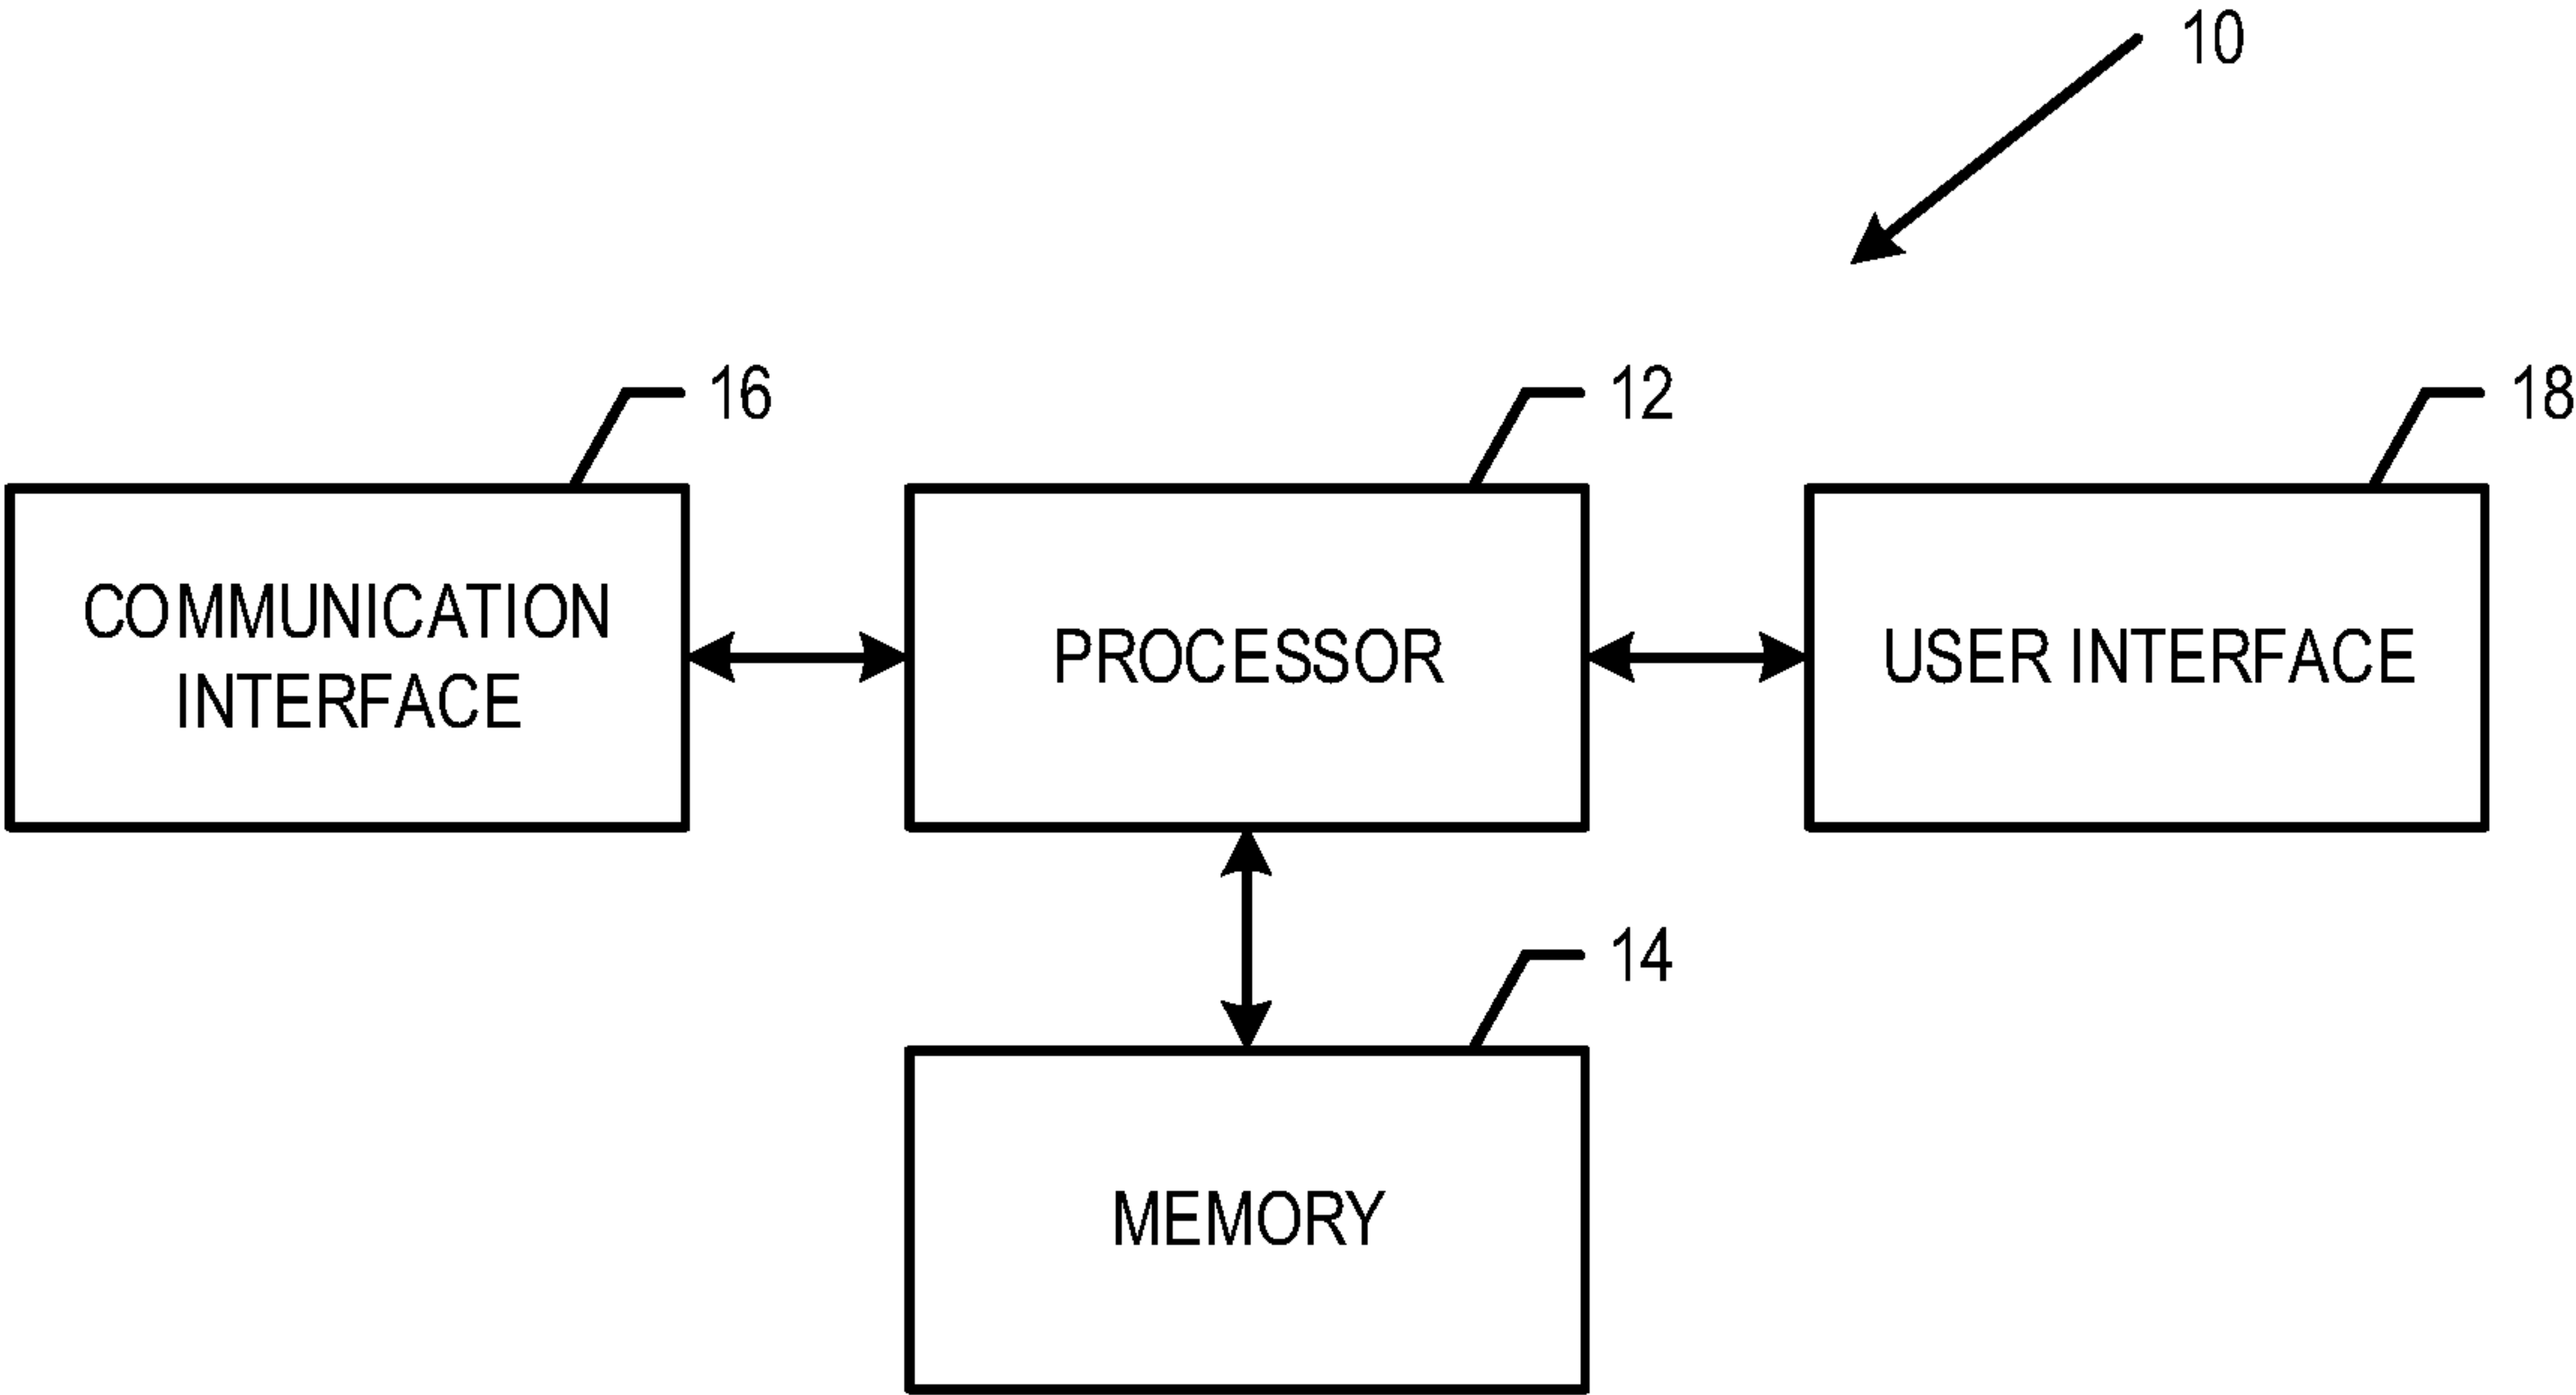 10
16
12
18
COMMUNICATION
INTERFACE
PROCESSOR
USER INTERFACE
14
MEMORY